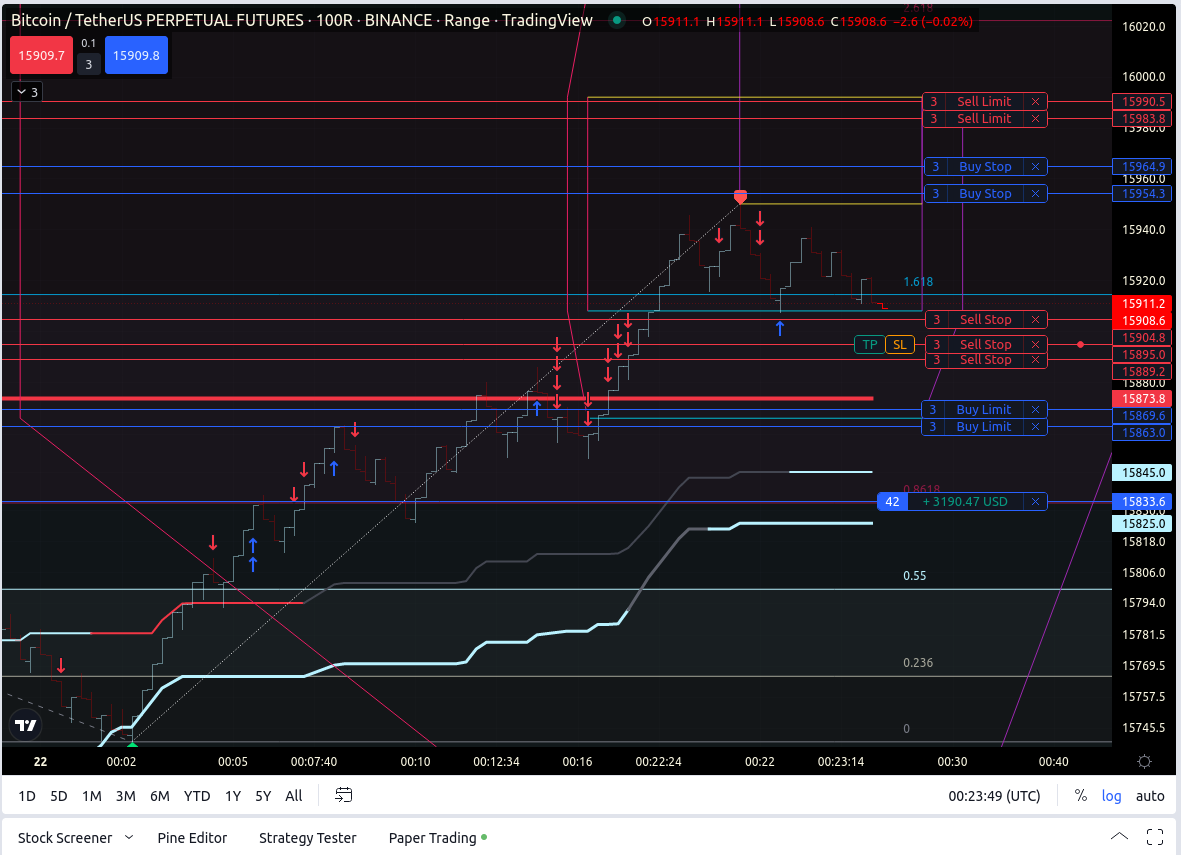 2.618
Bitcoin / TetherUS PERPETUAL FUTURES · 100R · BINANCE · Range · TradingView O15911.1 H15911.1 L15908.6 C15908.6 −2.6 (−0.02%)
16020.0
15909.7 0.1 3 15909.8
16000.0
3
3 Sell Limit × 15990.5
3 Sell Limit × 15983.8
15980.0
3 Buy Stop × 15964.9
15960.0
3 Buy Stop × 15954.3
15940.0
1.618 15920.0
15911.2
3 Sell Stop × 15908.6
15904.8
TP SL 3 Sell Stop × 15895.0
3 Sell Stop × 15889.2
15880.0
15873.8
3 Buy Limit × 15869.6
3 Buy Limit × 15863.0
15845.0
0.8618
42 +3190.47 USD × 15833.6
15830.0
15825.0
15818.0
0.55 15806.0
15794.0
15781.5
0.236 15769.5
15757.5
0 15745.5
22 00:02 00:05 00:07:40 00:10 00:12:34 00:16 00:22:24 00:22 00:23:14 00:30 00:40
1D 5D 1M 3M 6M YTD 1Y 5Y All 00:23:49 (UTC) % log auto
Stock Screener Pine Editor Strategy Tester Paper Trading